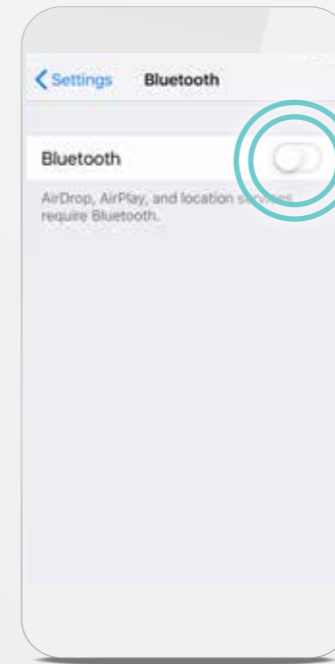 Settings Bluetooth
Bluetooth
AirDrop, AirPlay, and location services
require Bluetooth.